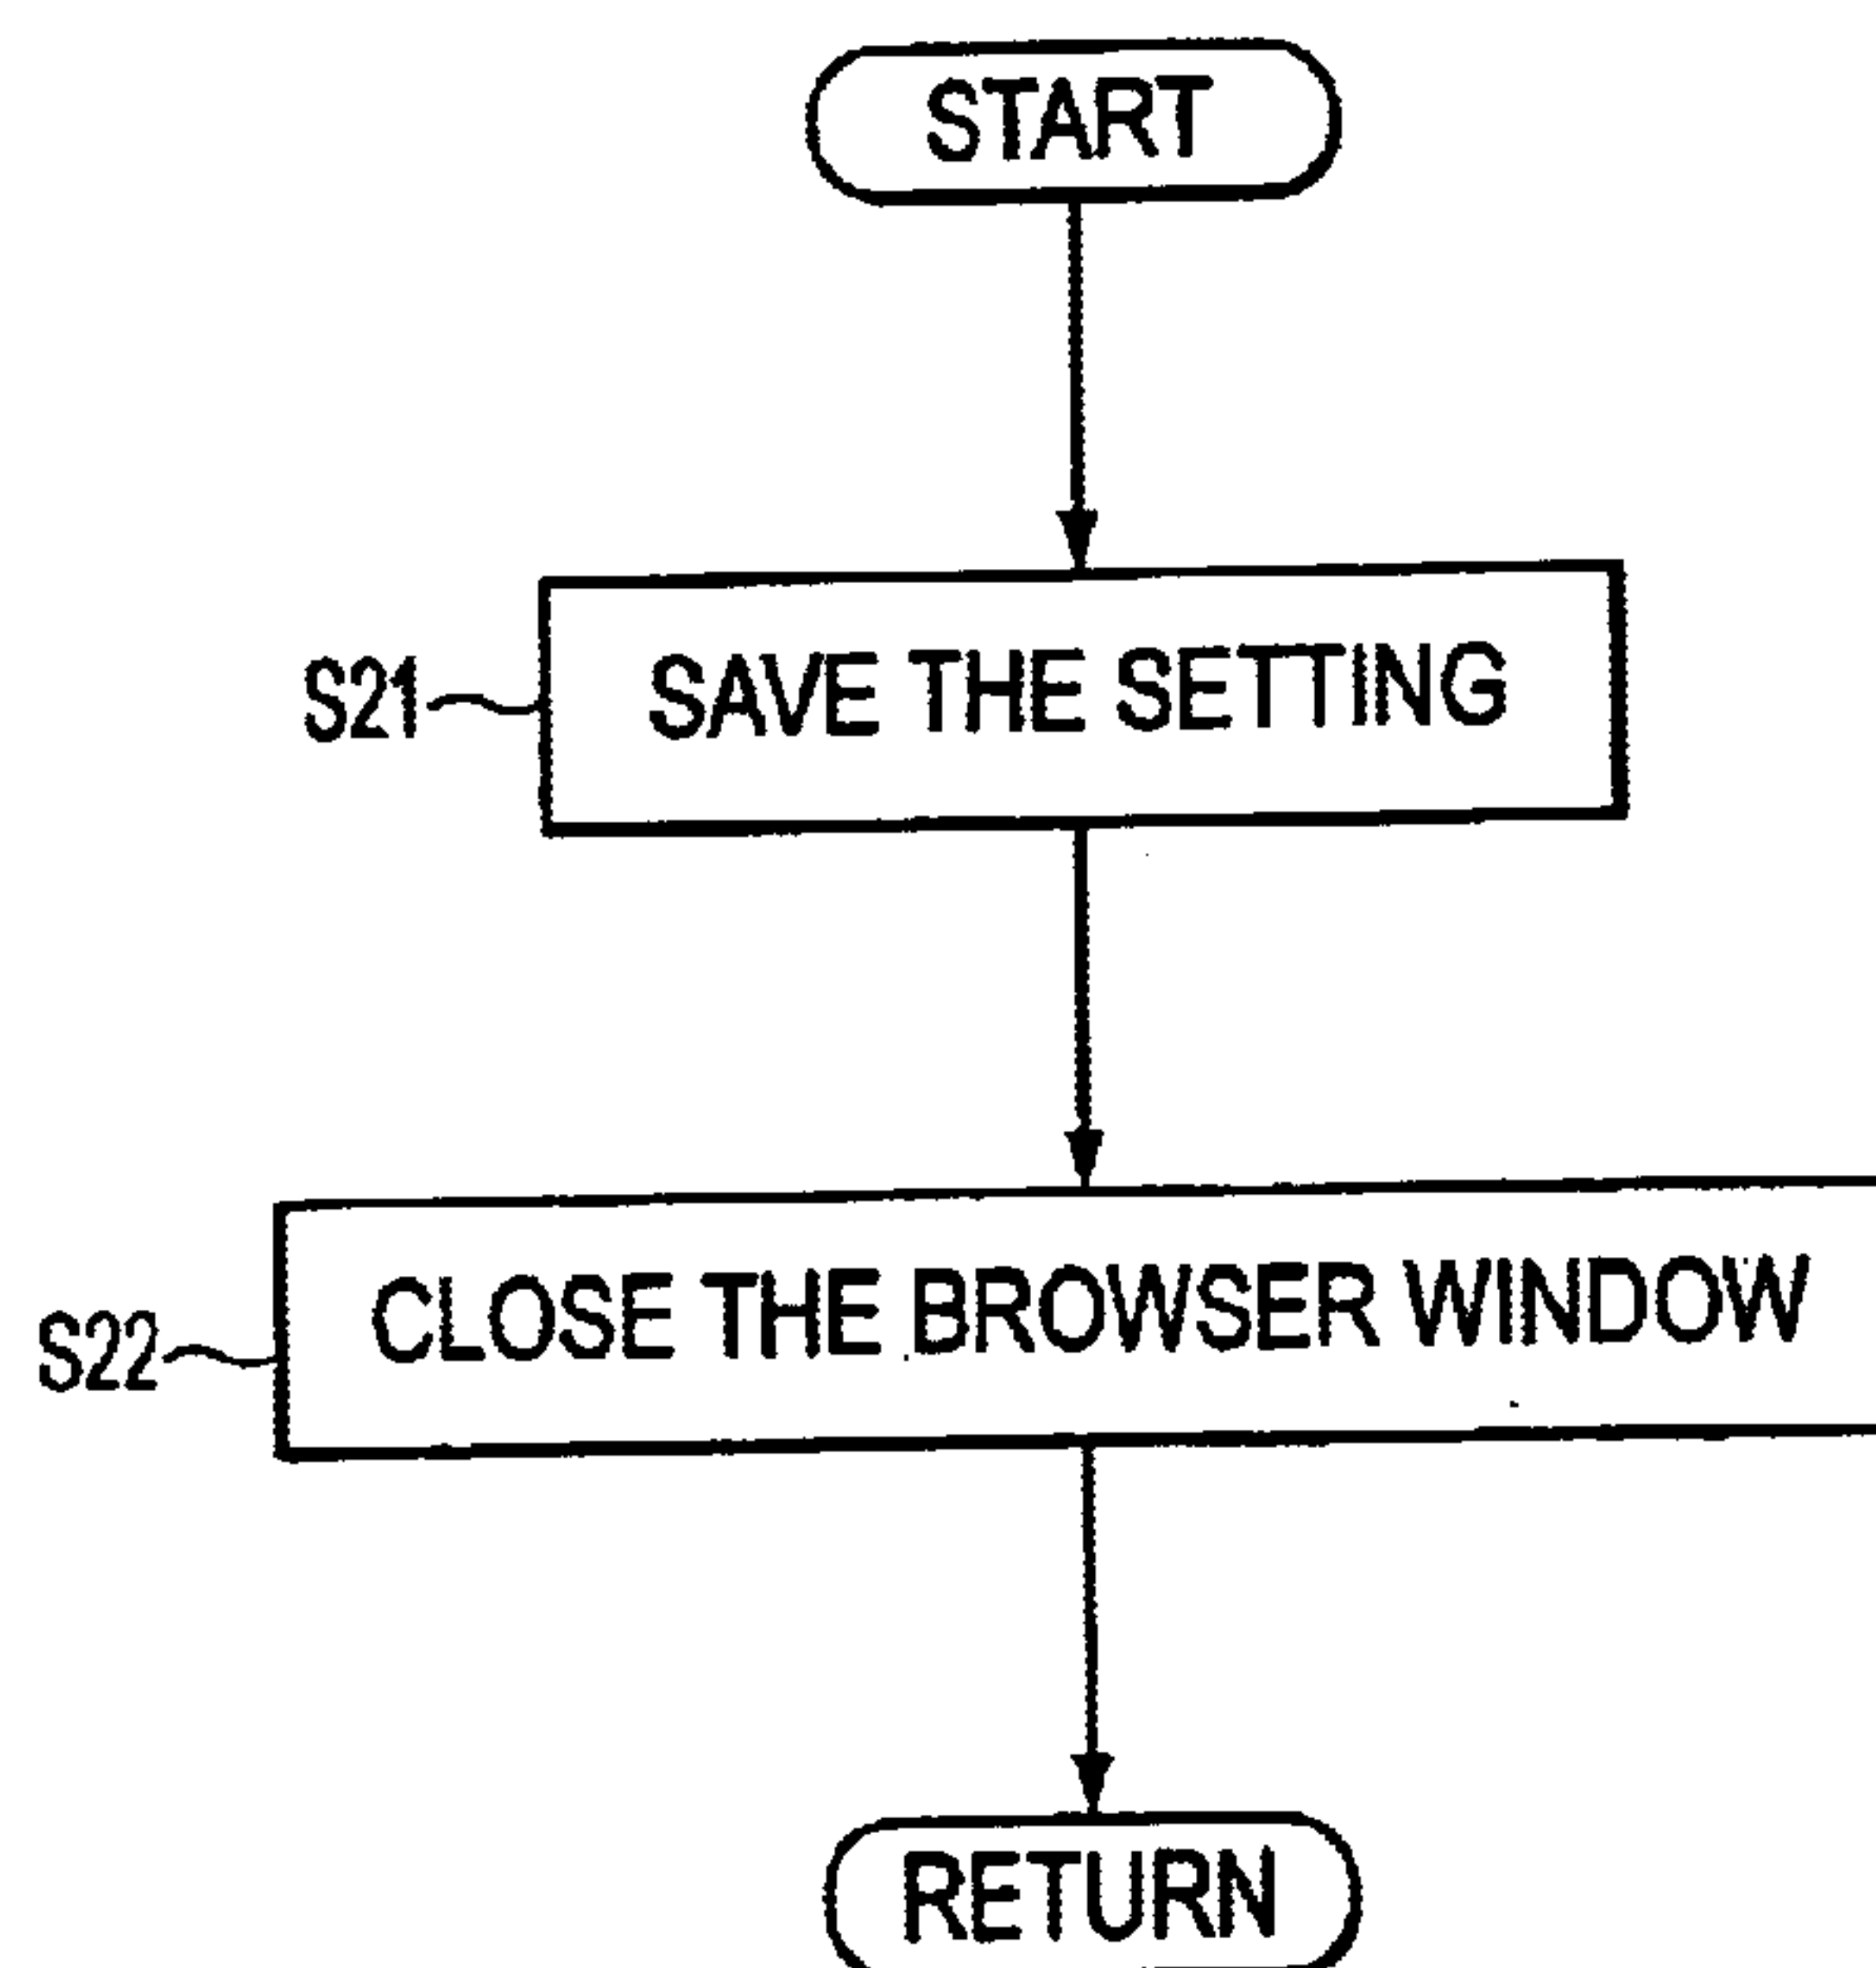 START
S21
SAVE THE SETTING
S22
CLOSE THE BROWSER WINDOW
RETURN